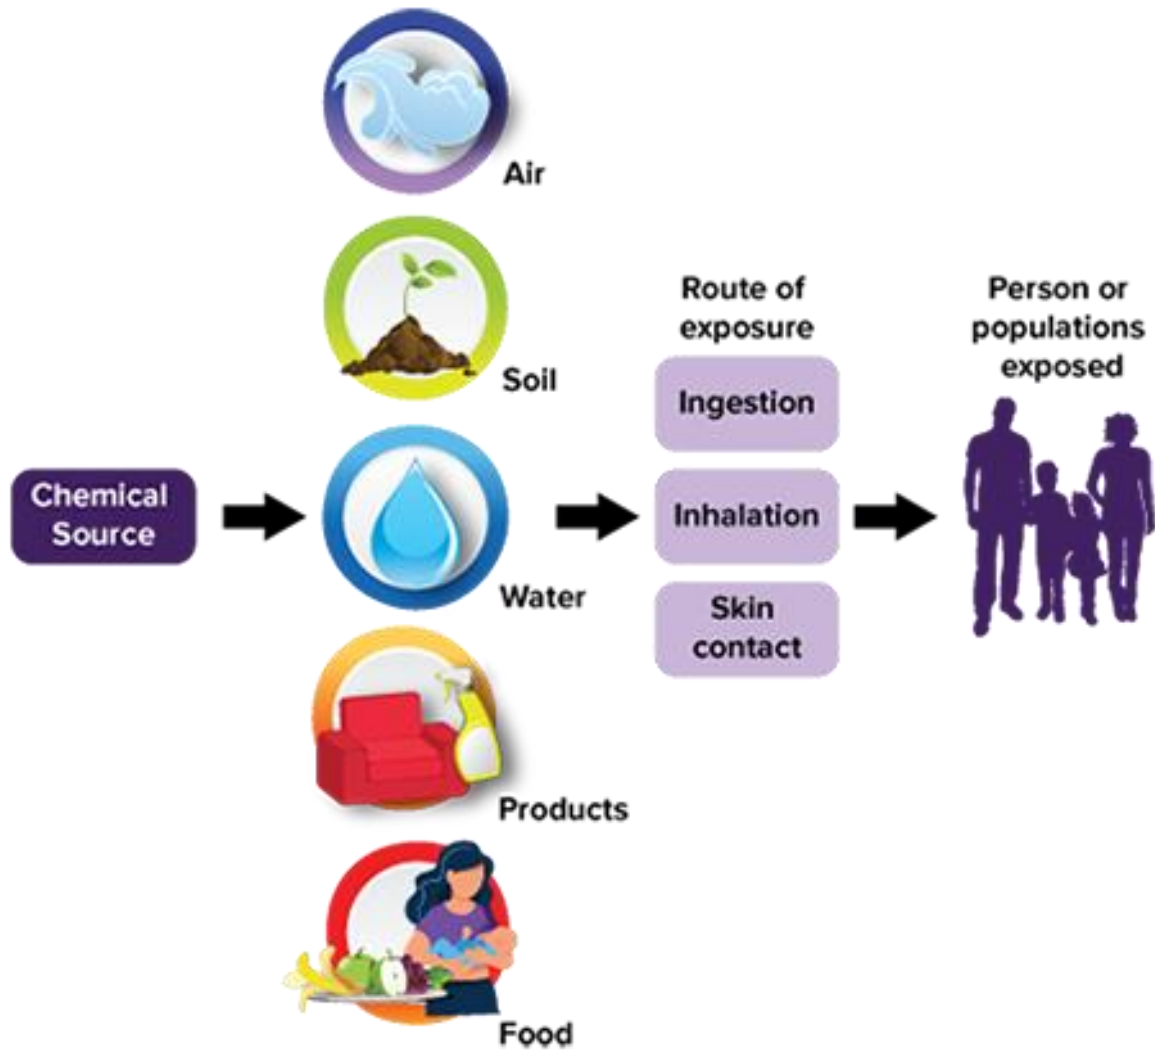 Chemical
Source
Air
Soil
Water
Products
Food
Route of
exposure
Ingestion
Inhalation
Skin
contact
Person or
populations
exposed